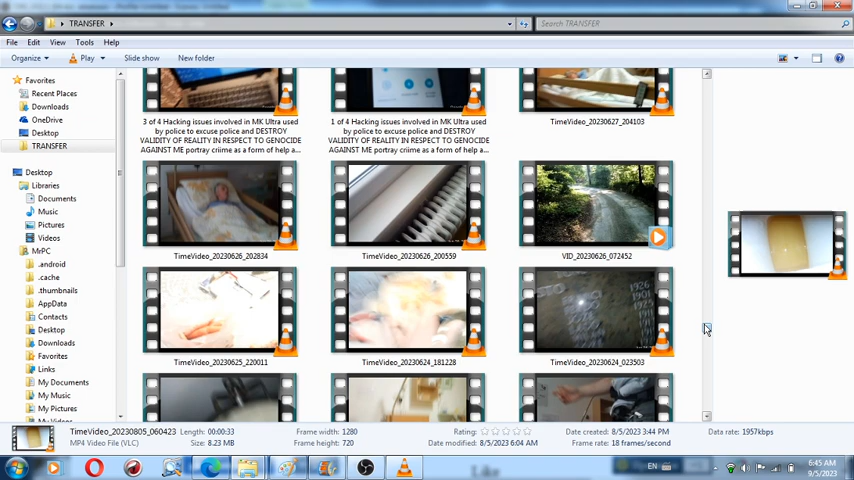 TRANSFER
Search TRANSFER
File
Edit
View
Tools
Help
Organize
Play
Slide show
New folder
Favorites
Recent Places
Downloads
OneDrive
Desktop
TRANSFER
Desktop
Libraries
Documents
Music
Pictures
Videos
MrPC
.android
.cache
.thumbnails
AppData
Contacts
Desktop
Downloads
Favorites
Links
My Documents
My Music
My Pictures
3 of 4 Hacking issues involved in MK Ultra used
by police to excuse police and DESTROY
VALIDITY OF REALITY IN RESPECT TO GENOCIDE
AGAINST ME portray criime as a form of help a...
1 of 4 Hacking issues involved in MK Ultra used
by police to excuse police and DESTROY
VALIDITY OF REALITY IN RESPECT TO GENOCIDE
AGAINST ME portray criime as a form of help a...
TimeVideo_20230627_204103
TimeVideo_20230626_202834
TimeVideo_20230626_200559
VID_20230626_072452
1926
1901
1925
TimeVideo_20230625_220011
TimeVideo_20230624_181228
TimeVideo_20230624_023503
TimeVideo_20230805_060423
MP4 Video File (VLC)
Length: 00:00:33
Size: 8.23 MB
Frame width: 1280
Frame height: 720
Rating:
Date modified: 8/5/2023 6:04 AM
Date created: 8/5/2023 3:44 PM
Frame rate: 18 frames/second
Data rate: 1957kbps
Like
EN
6:45 AM
9/5/2023